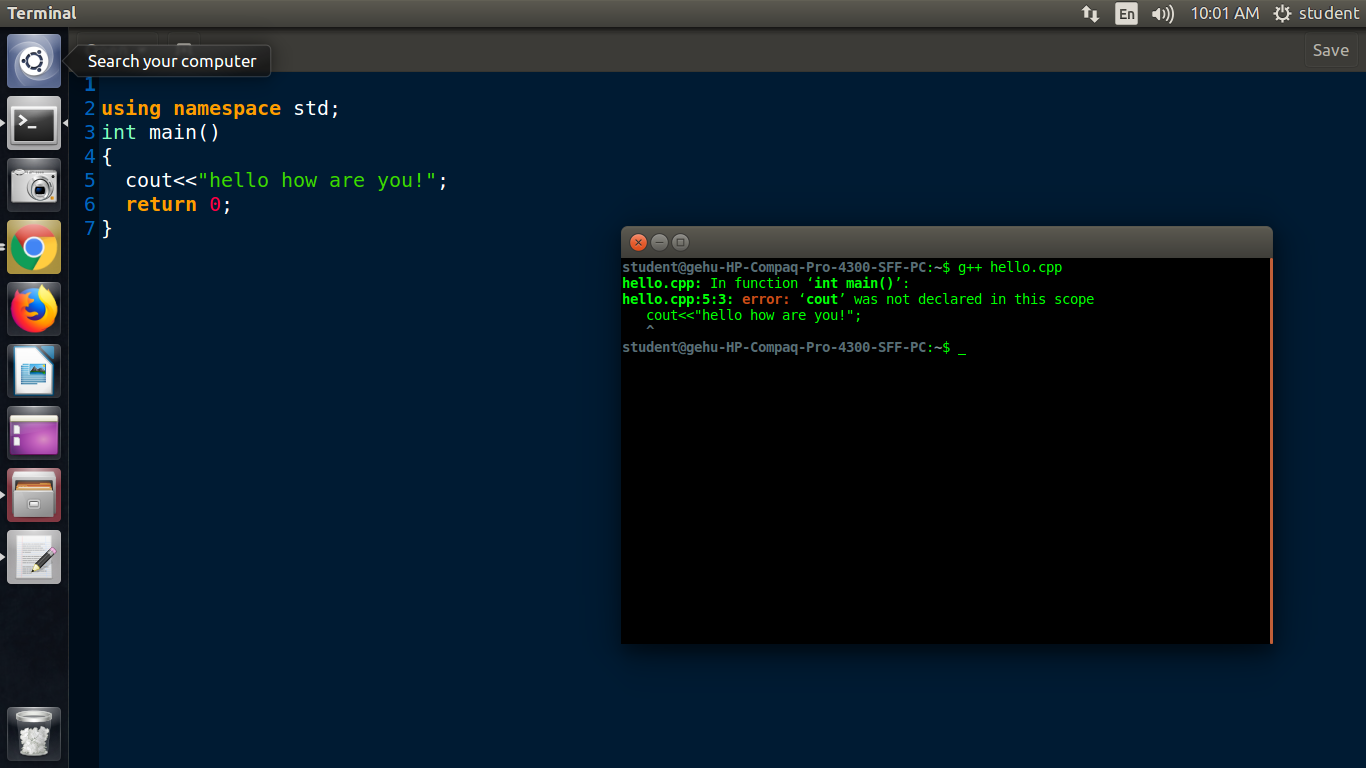 Terminal
En
10:01 AM
student
Search your computer
Save
1
2 using namespace std;
3 int main()
4 {
5 cout<<"hello how are you!";
6 return 0;
7 }
student@gehu-HP-Compaq-Pro-4300-SFF-PC:~$ g++ hello.cpp
hello.cpp: In function ‘int main()’:
hello.cpp:5:3: error: ‘cout’ was not declared in this scope
cout<<"hello how are you!";
^
student@gehu-HP-Compaq-Pro-4300-SFF-PC:~$ _